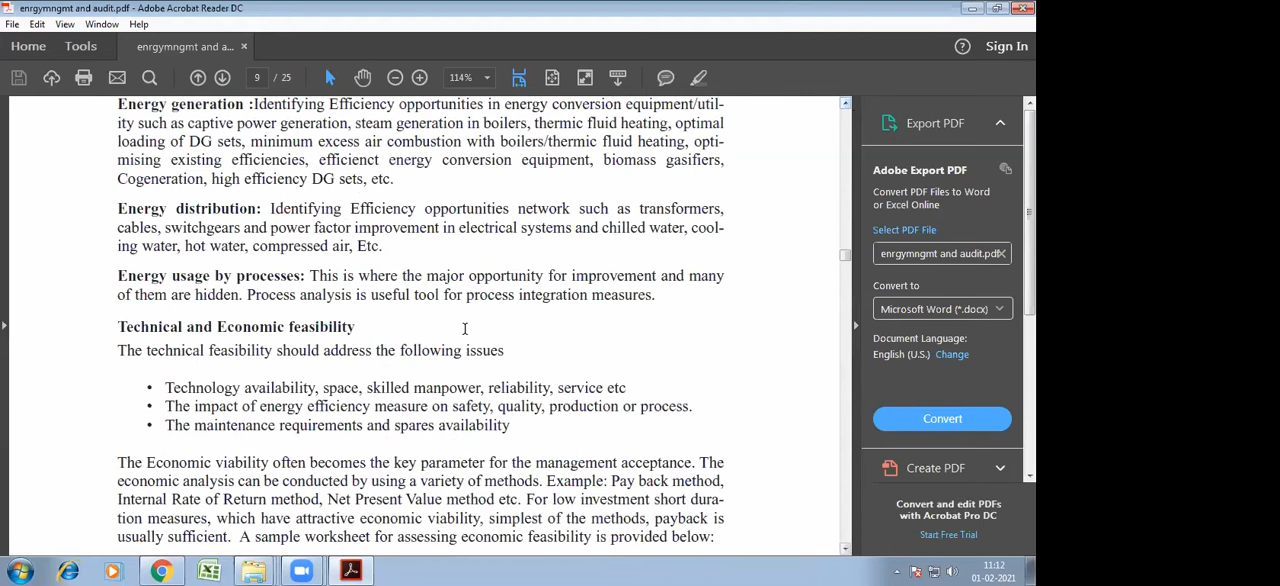 enrgymngmt and audit.pdf - Adobe Acrobat Reader DC
File Edit View Window Help
Home Tools enrgymngmt and a... × ? Sign In
9 / 25 114%
Energy generation :Identifying Efficiency opportunities in energy conversion equipment/util-
ity such as captive power generation, steam generation in boilers, thermic fluid heating, optimal
loading of DG sets, minimum excess air combustion with boilers/thermic fluid heating, opti-
mising existing efficiencies, efficienct energy conversion equipment, biomass gasifiers,
Cogeneration, high efficiency DG sets, etc.
Energy distribution: Identifying Efficiency opportunities network such as transformers,
cables, switchgears and power factor improvement in electrical systems and chilled water, cool-
ing water, hot water, compressed air, Etc.
Energy usage by processes: This is where the major opportunity for improvement and many
of them are hidden. Process analysis is useful tool for process integration measures.
Technical and Economic feasibility
The technical feasibility should address the following issues
• Technology availability, space, skilled manpower, reliability, service etc
• The impact of energy efficiency measure on safety, quality, production or process.
• The maintenance requirements and spares availability
The Economic viability often becomes the key parameter for the management acceptance. The
economic analysis can be conducted by using a variety of methods. Example: Pay back method,
Internal Rate of Return method, Net Present Value method etc. For low investment short dura-
tion measures, which have attractive economic viability, simplest of the methods, payback is
usually sufficient. A sample worksheet for assessing economic feasibility is provided below:
Export PDF
Adobe Export PDF
Convert PDF Files to Word
or Excel Online
Select PDF File
enrgymngmt and audit.pdf
Convert to
Microsoft Word (*.docx)
Document Language:
English (U.S.) Change
Convert
Create PDF
Convert and edit PDFs
with Acrobat Pro DC
Start Free Trial
11:12
01-02-2021